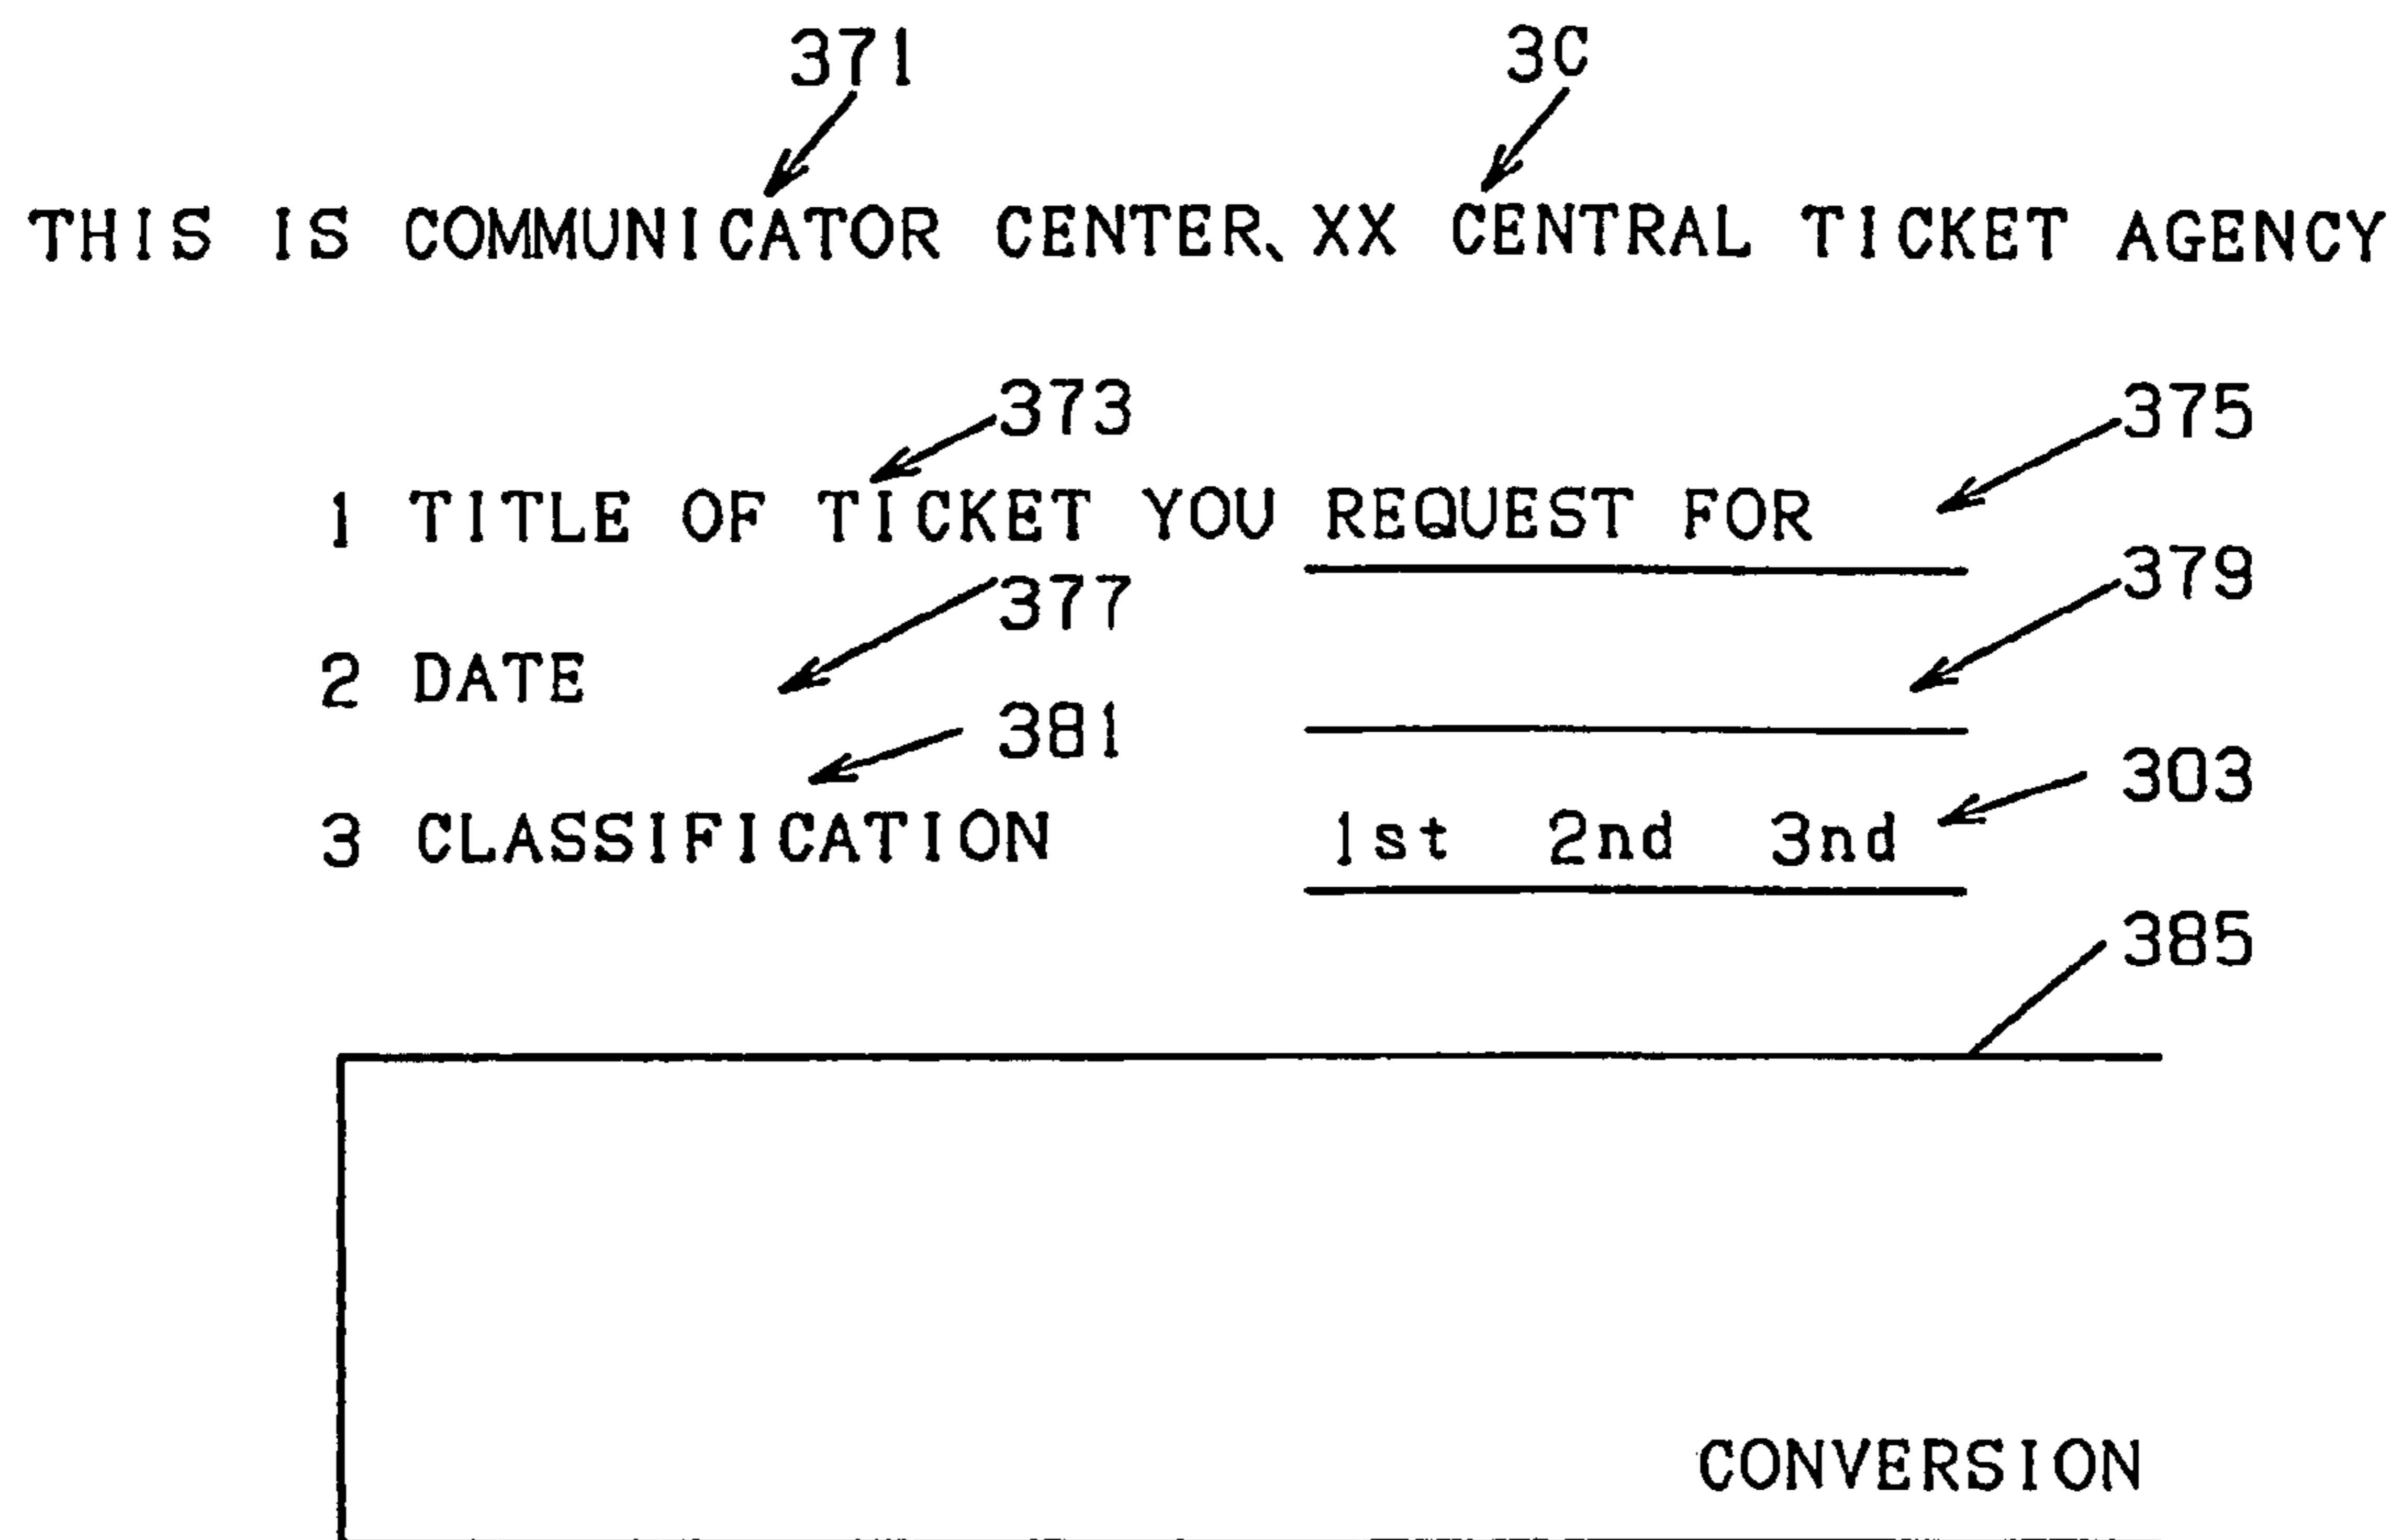 371 3C
THIS IS COMMUNICATOR CENTER、XX CENTRAL TICKET AGENCY
373 375
1 TITLE OF TICKET YOU REQUEST FOR
377 379
2 DATE
381 303
3 CLASSIFICATION 1st 2nd 3nd
385
CONVERSION